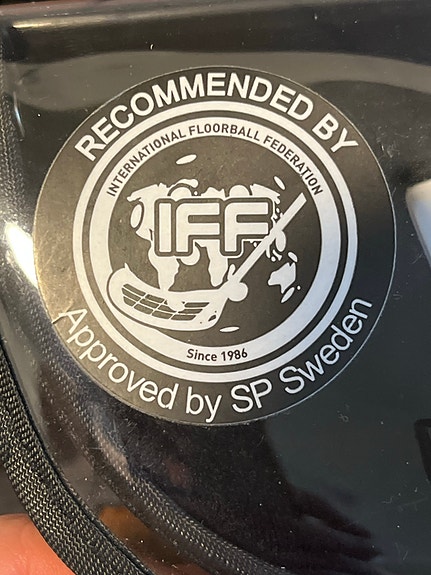 RECOMMENDED BY
INTERNATIONAL FLOORBALL FEDERATION
IFF
Since 1986
Approved by SP Sweden